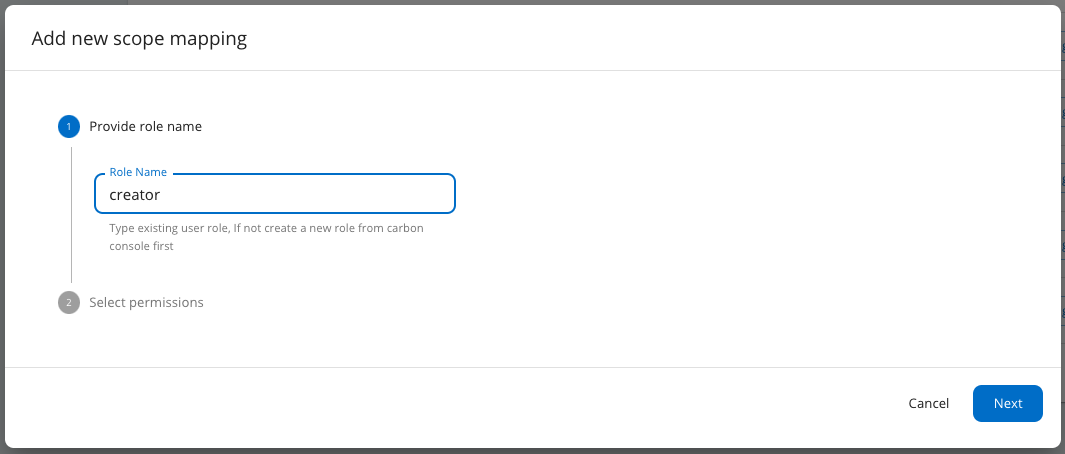 Add new scope mapping
1 Provide role name
Role Name
creator
Type existing user role, If not create a new role from carbon
console first
2 Select permissions
Cancel Next